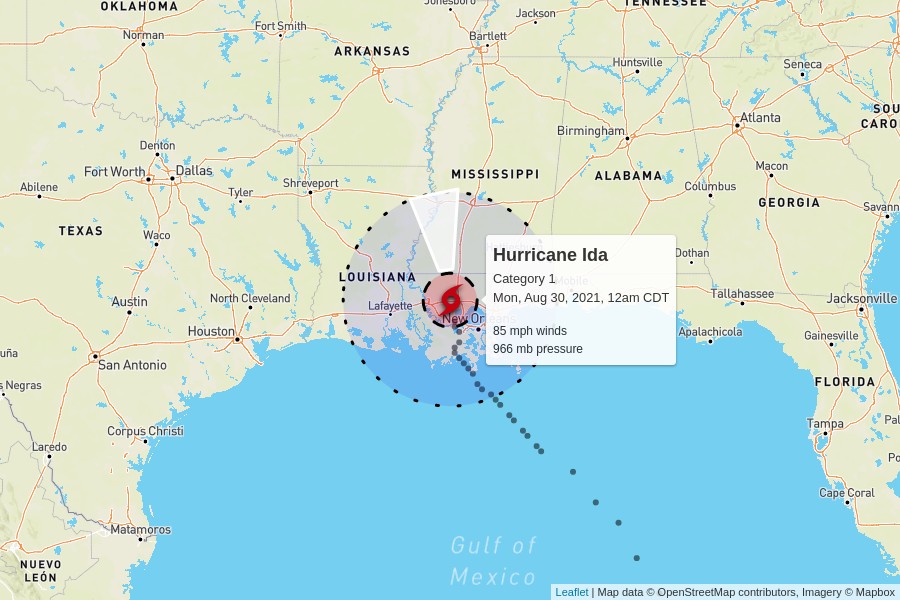 OKLAHOMA
Jonesboro
TENNESSEE
Norman
Fort Smith
Jackson
Bartlett
ARKANSAS
Huntsville
Seneca
SOU
CARO
Birmingham
Atlanta
Denton
Fort Worth
Dallas
Macon
MISSISSIPPI
ALABAMA
Abilene
Tyler
Shreveport
Columbus
GEORGIA
Savann
TEXAS
Waco
Hurricane Ida
Category 1
Mon, Aug 30, 2021, 12am CDT
85 mph winds
966 mb pressure
Dothan
LOUISIANA
Mobile
Austin
North Cleveland
Lafayette
New Orleans
Tallahassee
Jacksonville
Houston
Apalachicola
Gainesville
uña
San Antonio
s Negras
FLORIDA
Corpus Christi
Tampa
Pal
Laredo
Po
Cape Coral
Matamoros
Gulf of
Mexico
NUEVO
LEÓN
Leaflet | Map data © OpenStreetMap contributors, Imagery © Mapbox